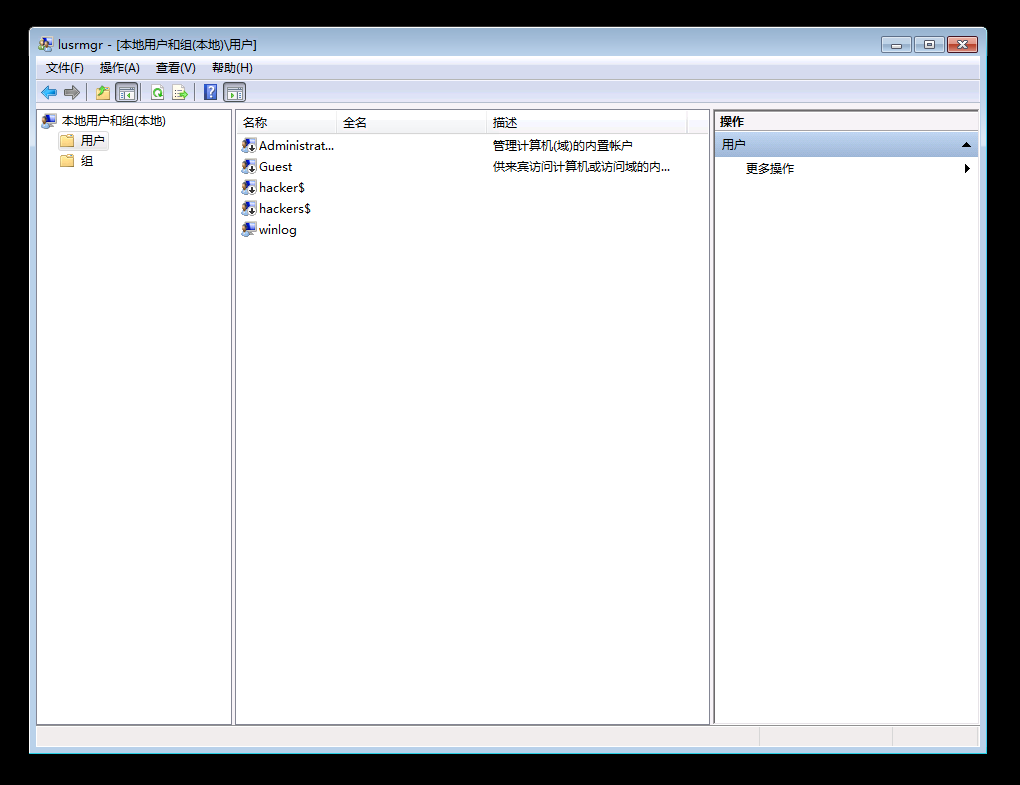 lusrmgr - [本地用户和组(本地)\用户]
文件(F) 操作(A) 查看(V) 帮助(H)
本地用户和组(本地)
用户
组
名称 全名 描述
Administrat... 管理计算机(域)的内置帐户
Guest 供来宾访问计算机或访问域的内...
hacker$
hackers$
winlog
操作
用户
更多操作